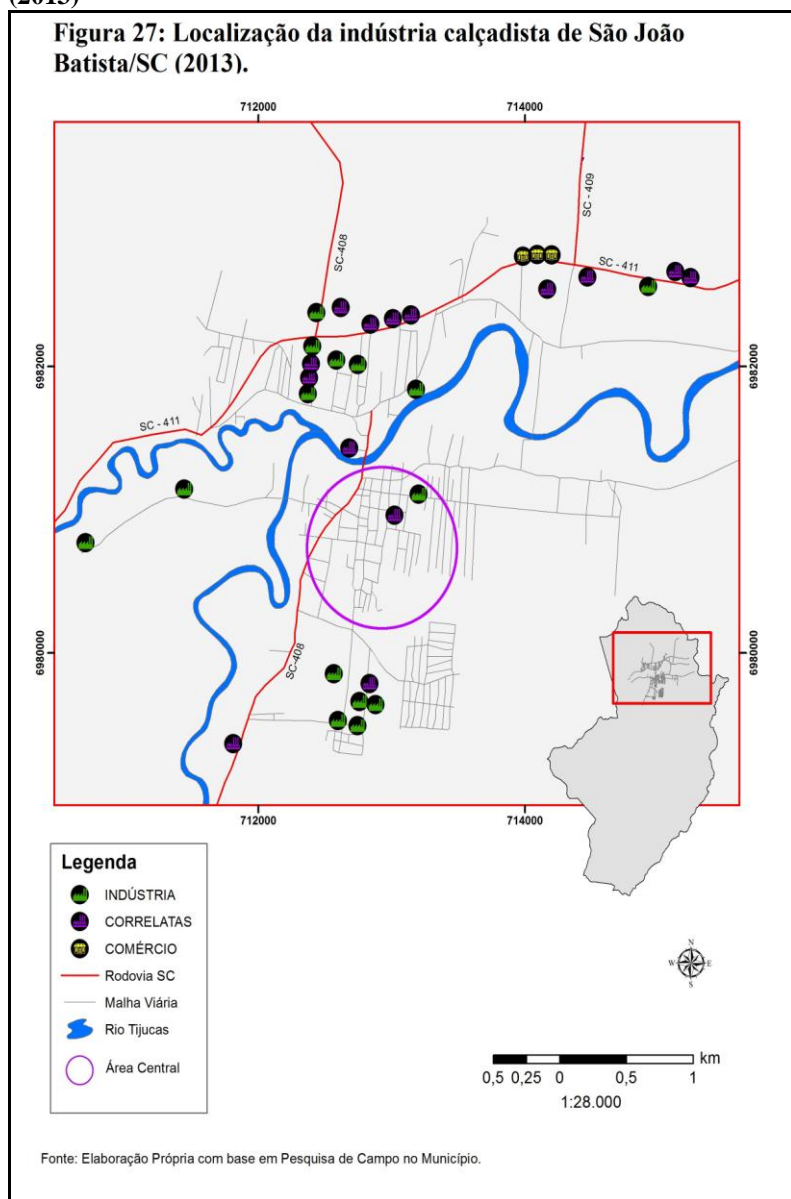 (2013)
Figura 27: Localização da indústria calçadista de São João
Batista/SC (2013).
712000
714000
SC-408
SC - 409
SC - 411
6982000
6982000
SC - 411
6980000
6980000
SC-408
712000
714000
Legenda
INDÚSTRIA
CORRELATAS
COMÉRCIO
Rodovia SC
Malha Viária
Rio Tijucas
Área Central
N
W E
S
km
0,5 0,25 0 0,5 1
1:28.000
Fonte: Elaboração Própria com base em Pesquisa de Campo no Município.